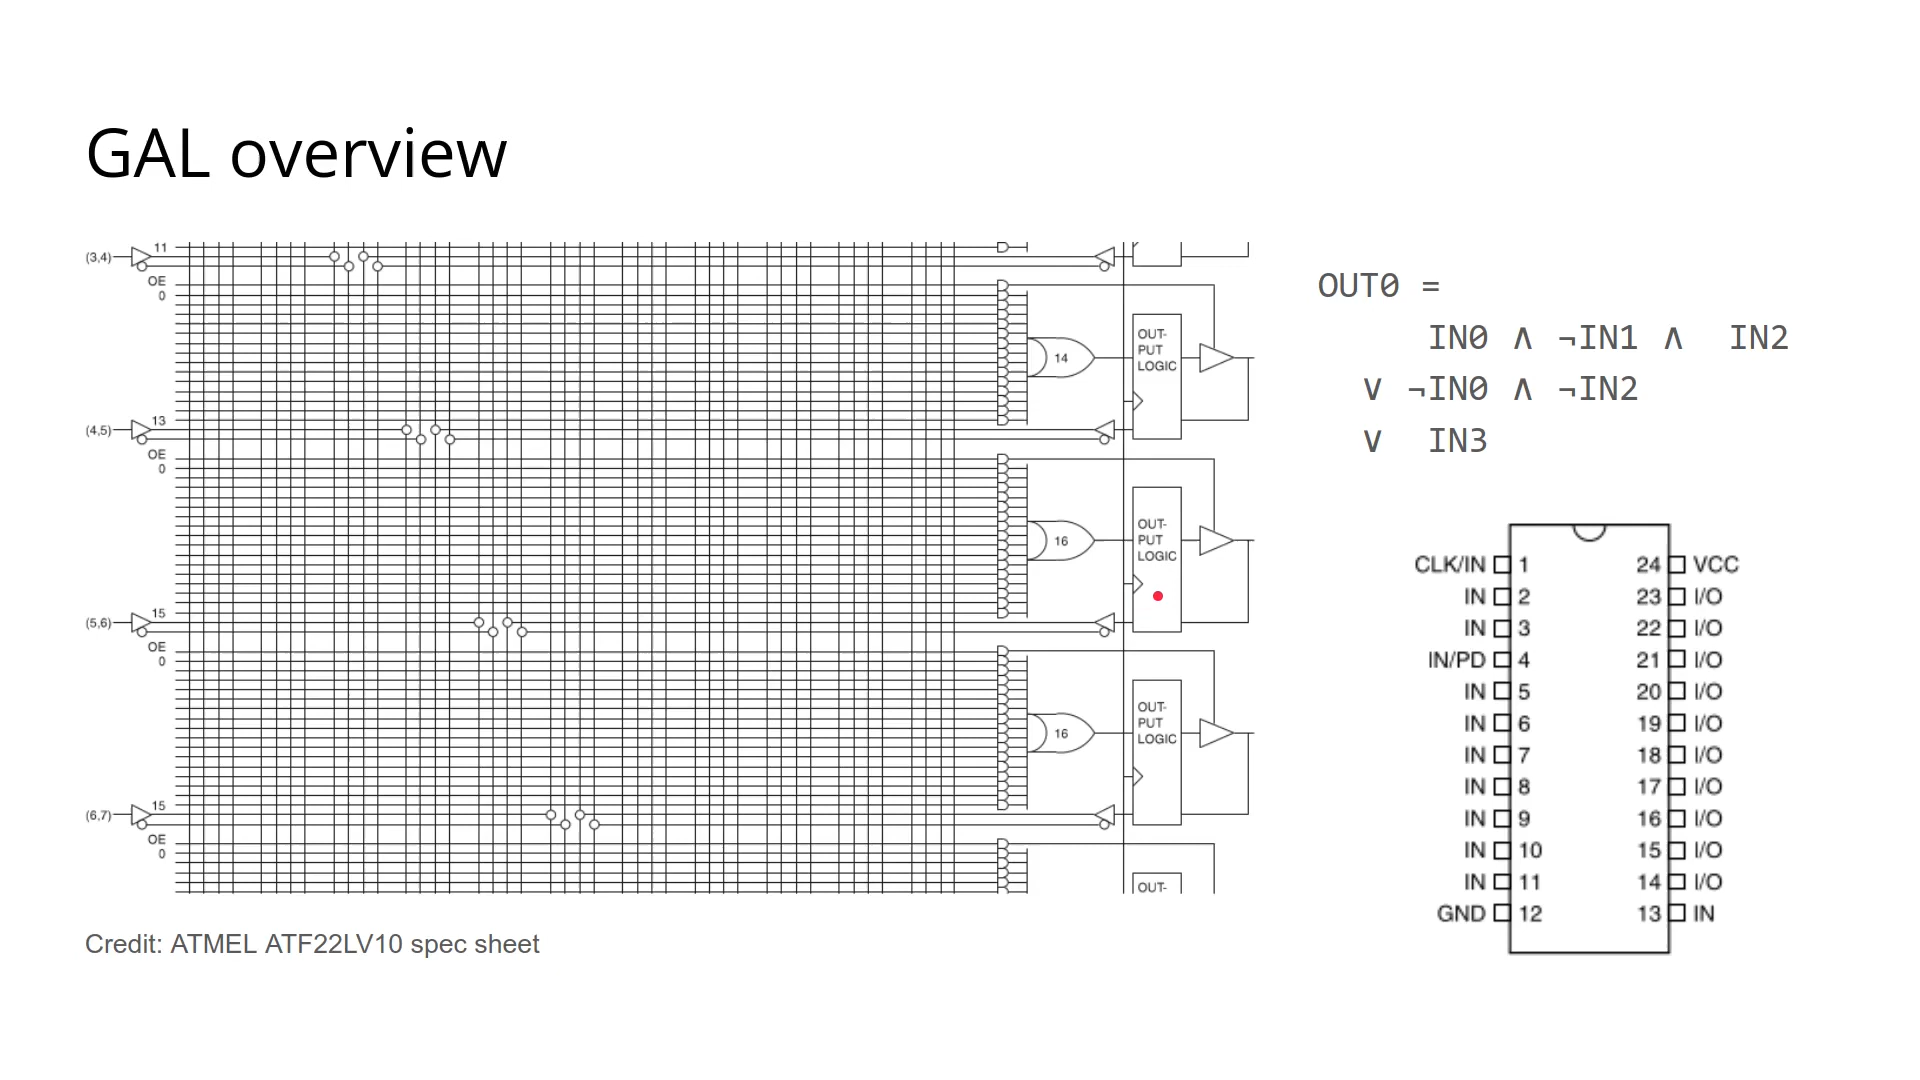 GAL overview
(3,4) 11
OE
0
14
OUT-
PUT
LOGIC
(4,5) 13
OE
0
16
OUT-
PUT
LOGIC
(5,6) 15
OE
0
16
OUT-
PUT
LOGIC
(6,7) 15
OE
0
OUT-
OUT0 =
IN0 ∧ ¬IN1 ∧ IN2
∨ ¬IN0 ∧ ¬IN2
∨ IN3
CLK/IN 1 24 VCC
IN 2 23 I/O
IN 3 22 I/O
IN/PD 4 21 I/O
IN 5 20 I/O
IN 6 19 I/O
IN 7 18 I/O
IN 8 17 I/O
IN 9 16 I/O
IN 10 15 I/O
IN 11 14 I/O
GND 12 13 IN
Credit: ATMEL ATF22LV10 spec sheet